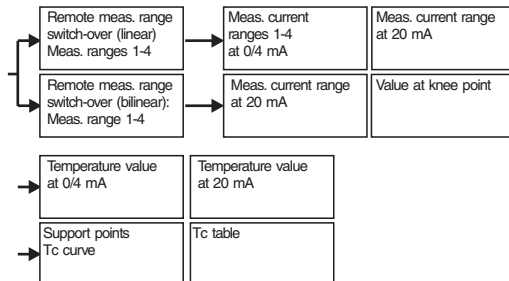 Remote meas. range
switch-over (linear)
Meas. ranges 1-4
Meas. current
ranges 1-4
at 0/4 mA
Meas. current range
at 20 mA
Remote meas. range
switch-over (bilinear):
Meas. range 1-4
Meas. current range
at 20 mA
Value at knee point
Temperature value
at 0/4 mA
Temperature value
at 20 mA
Support points
Tc curve
Tc table